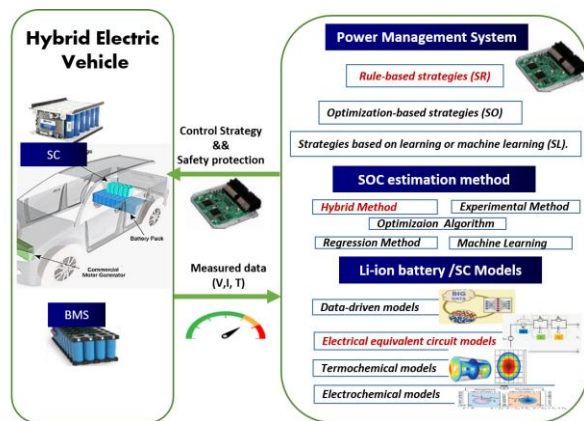 Hybrid Electric
Vehicle
SC
Battery Pack
Commercial
Motor Generator
BMS
Control Strategy
&&
Safety protection
Measured data
(V,I, T)
Power Management System
Rule-based strategies (SR)
Optimization-based strategies (SO)
Strategies based on learning or machine learning (SL).
SOC estimation method
Hybrid Method
Experimental Method
Optimizaion Algorithm
Regression Method
Machine Learning
Li-ion battery /SC Models
Data-driven models
Electrical equivalent circuit models
Termochemical models
Electrochemical models